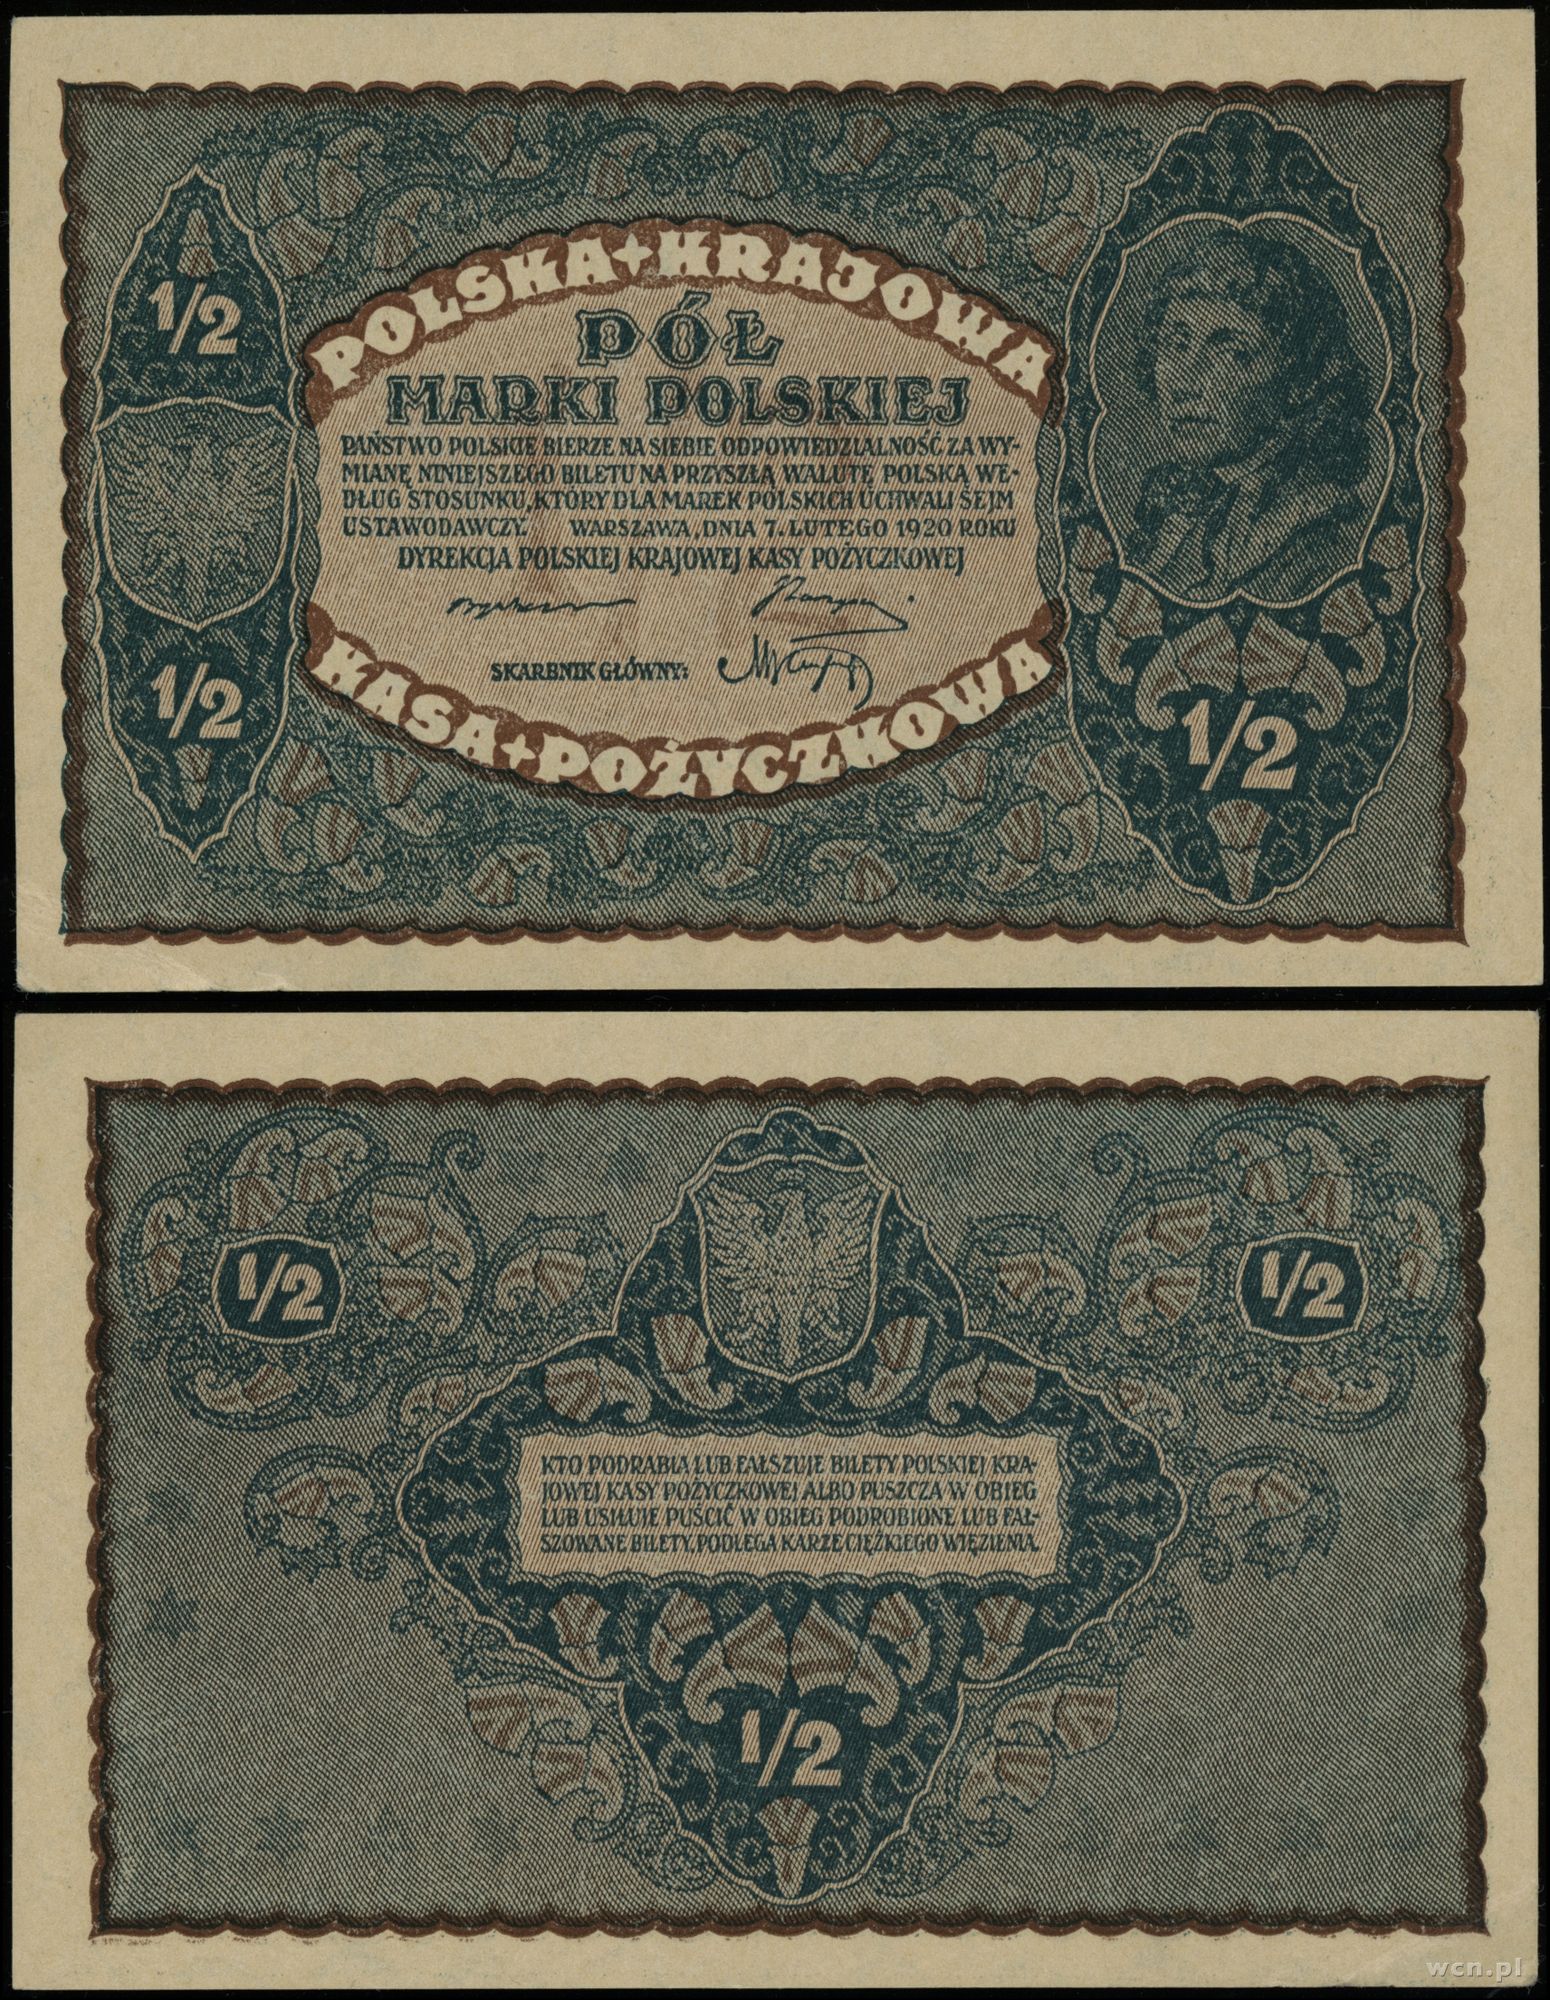 POLSKA + KRAJOWA
1/2
PÓŁ
MARKI POLSKIEJ
PAŃSTWO POLSKIE BIERZE NA SIEBIE ODPOWIEDZIALNOŚĆ ZA WY-
MIANĘ NINIEJSZEGO BILETU NA PRZYSZŁĄ WALUTĘ POLSKĄ WE-
DŁUG STOSUNKU, KTÓRY DLA MAREK POLSKICH UCHWALI SEJM
USTAWODAWCZY. WARSZAWA, DNIA 7. LUTEGO 1920 ROKU
DYREKCJA POLSKIEJ KRAJOWEJ KASY POŻYCZKOWEJ
SKARBNIK GŁÓWNY:
1/2
1/2
KASA + POŻYCZKOWA
1/2
1/2
KTO PODRABIA LUB FAŁSZUJE BILETY POLSKIEJ KRA-
JOWEJ KASY POŻYCZKOWEJ ALBO PUSZCZA W OBIEG
LUB USIŁUJE PUŚCIĆ W OBIEG PODROBIONE LUB FAŁ-
SZOWANE BILETY, PODLEGA KARZE CIĘŻKIEGO WIĘZIENIA.
1/2
wcn.pl